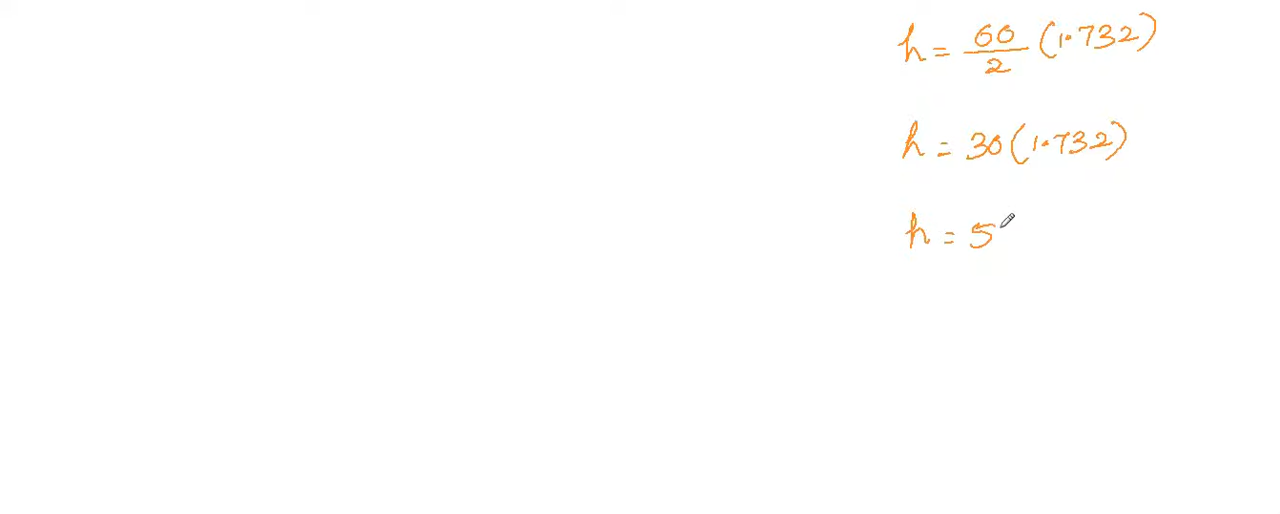 h = 60/2 (1.732)
h = 30(1.732)
h = 5